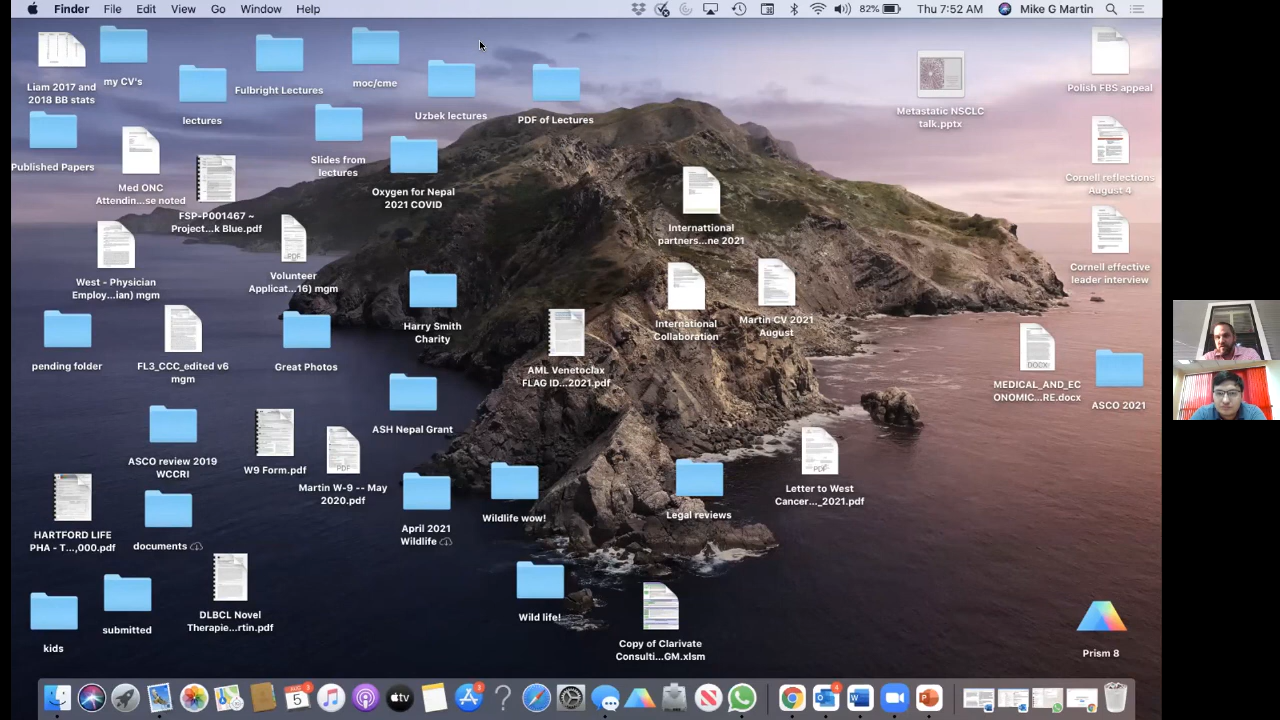 Finder File Edit View Go Window Help
82% Thu 7:52 AM Mike G Martin
Liam 2017 and
2018 BB stats
my CV's
lectures
Fulbright Lectures
moc/cme
Uzbek lectures
PDF of Lectures
Metastatic NSCLC
talk.pptx
Polish FBS appeal
Published Papers
Med ONC
Attendin...se noted
FSP-P001467 ~
Project...k Blue.pdf
Slides from
lectures
Oxygen for Nepal
2021 COVID
Internattional
partners...ne 2021
Cornell reflections
August 4
West - Physician
Employ...ian) mgm
PDF
Volunteer
Applicat...16) mgm
Harry Smith
Charity
International
Collaboration
Martin CV 2021
August
Cornell effective
leader interview
pending folder
FL3_CCC_edited v6
mgm
Great Photos
AML Venetoclax
FLAG ID...2021.pdf
DOCX
MEDICAL_AND_EC
ONOMIC...RE.docx
ASCO 2021
ASCO review 2019
WCCRI
W9 Form.pdf
PDF
Martin W-9 -- May
2020.pdf
ASH Nepal Grant
PDF
Letter to West
Cancer..._2021.pdf
HARTFORD LIFE
PHA - T...,000.pdf
documents
April 2021
Wildlife
Wildlife wow!
Legal reviews
kids
submitted
DLBCL Novel
Therapie...rtin.pdf
Wild life!
Copy of Clarivate
Consulti...GM.xlsm
Prism 8
AUG
5
tv